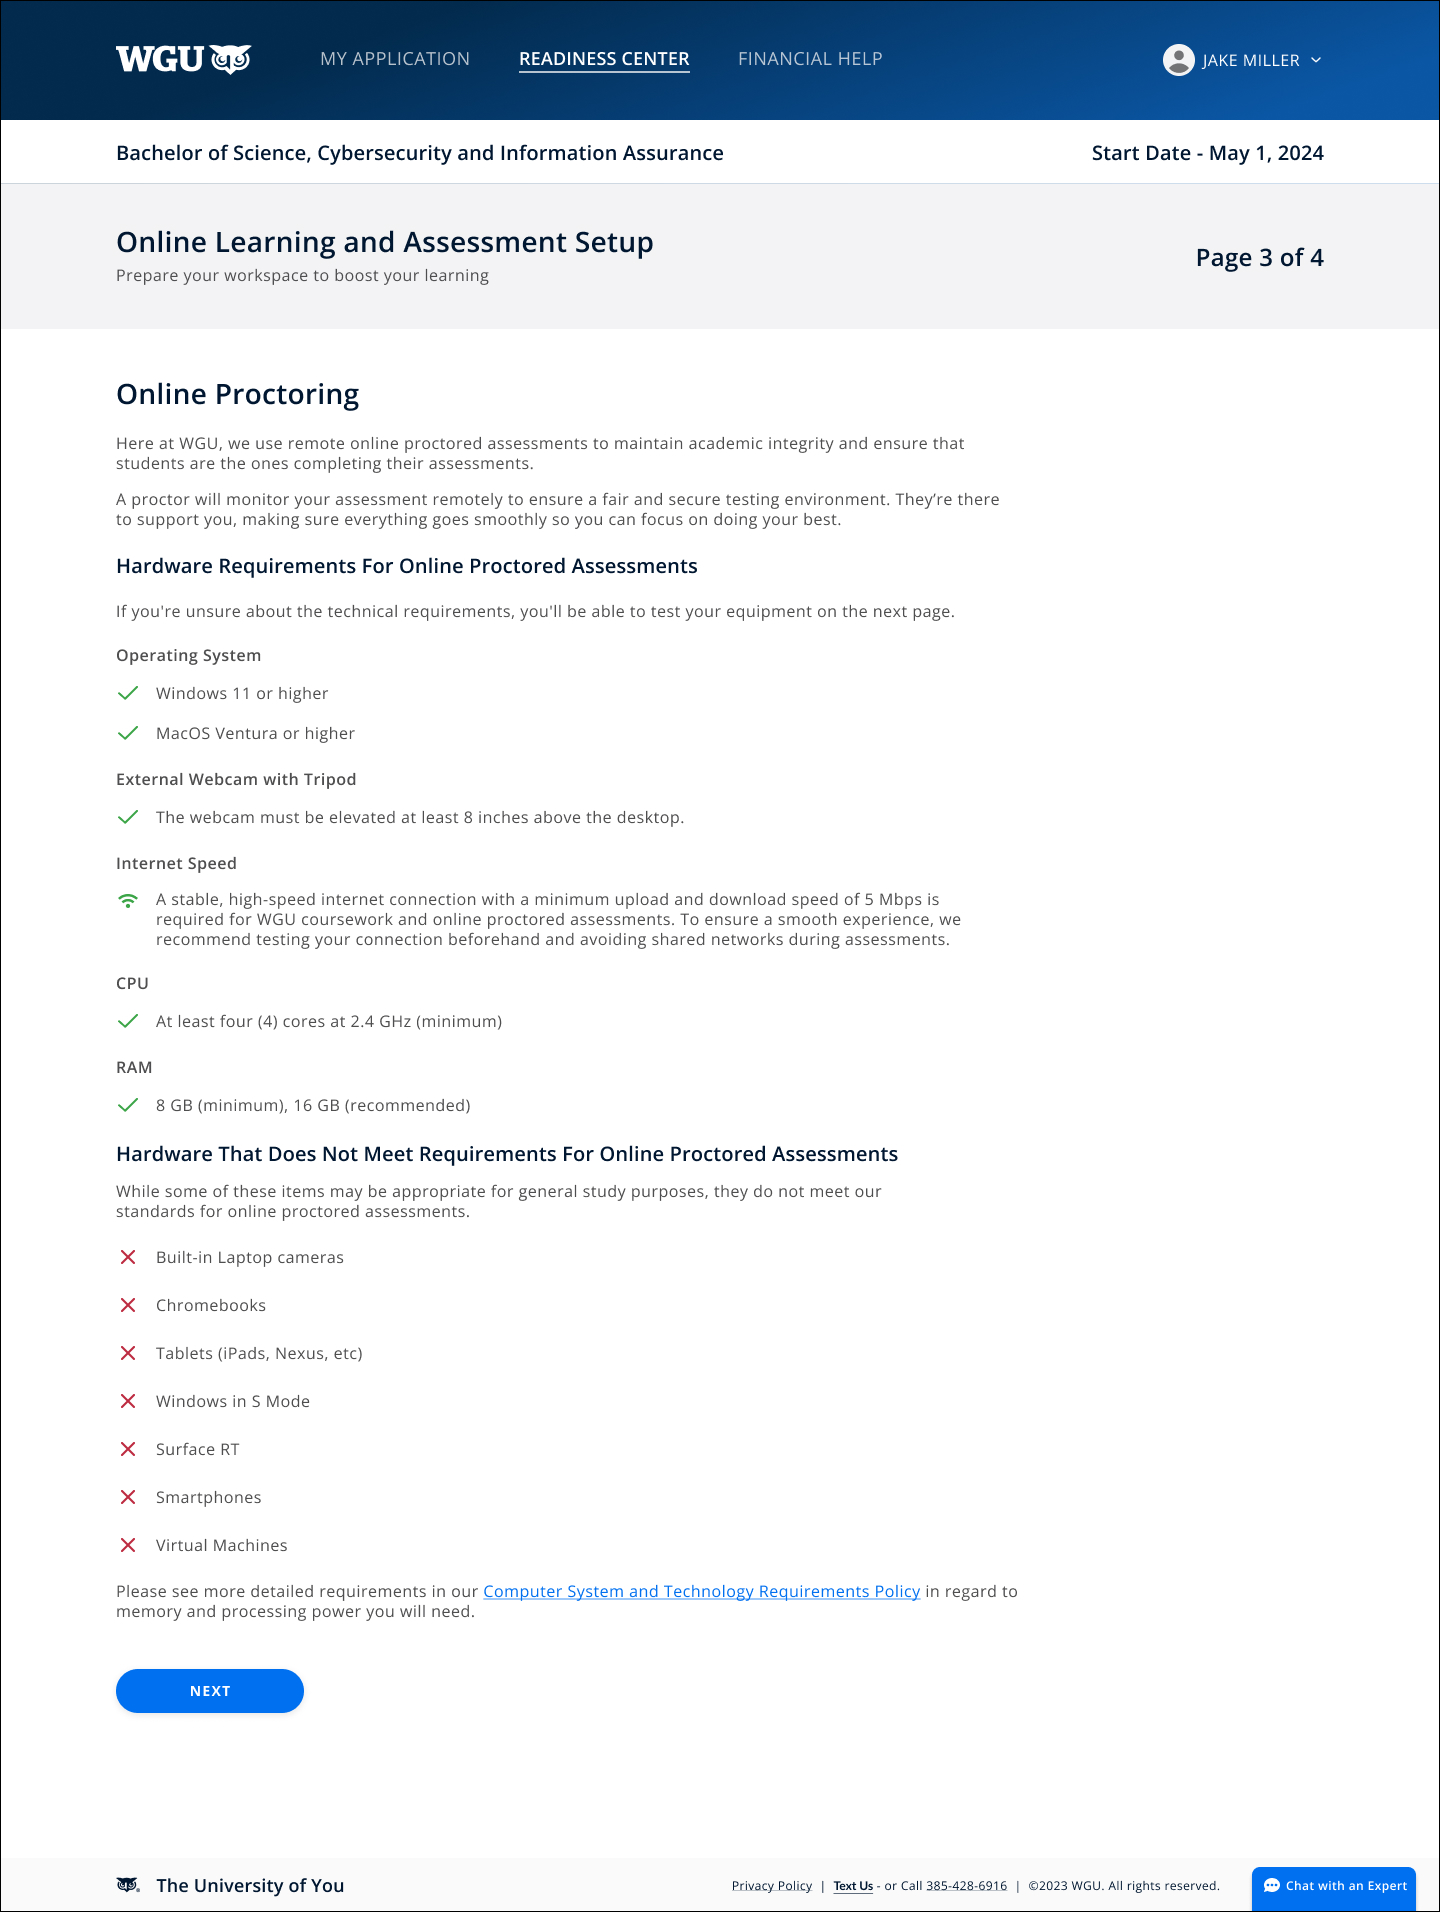 WGU
MY APPLICATION
READINESS CENTER
FINANCIAL HELP
JAKE MILLER
Bachelor of Science, Cybersecurity and Information Assurance
Start Date - May 1, 2024
Online Learning and Assessment Setup
Prepare your workspace to boost your learning
Page 3 of 4
Online Proctoring
Here at WGU, we use remote online proctored assessments to maintain academic integrity and ensure that
students are the ones completing their assessments.
A proctor will monitor your assessment remotely to ensure a fair and secure testing environment. They’re there
to support you, making sure everything goes smoothly so you can focus on doing your best.
Hardware Requirements For Online Proctored Assessments
If you're unsure about the technical requirements, you'll be able to test your equipment on the next page.
Operating System
Windows 11 or higher
MacOS Ventura or higher
External Webcam with Tripod
The webcam must be elevated at least 8 inches above the desktop.
Internet Speed
A stable, high-speed internet connection with a minimum upload and download speed of 5 Mbps is
required for WGU coursework and online proctored assessments. To ensure a smooth experience, we
recommend testing your connection beforehand and avoiding shared networks during assessments.
CPU
At least four (4) cores at 2.4 GHz (minimum)
RAM
8 GB (minimum), 16 GB (recommended)
Hardware That Does Not Meet Requirements For Online Proctored Assessments
While some of these items may be appropriate for general study purposes, they do not meet our
standards for online proctored assessments.
Built-in Laptop cameras
Chromebooks
Tablets (iPads, Nexus, etc)
Windows in S Mode
Surface RT
Smartphones
Virtual Machines
Please see more detailed requirements in our Computer System and Technology Requirements Policy in regard to
memory and processing power you will need.
NEXT
The University of You
Privacy Policy | Text Us - or Call 385-428-6916 | ©2023 WGU. All rights reserved.
Chat with an Expert